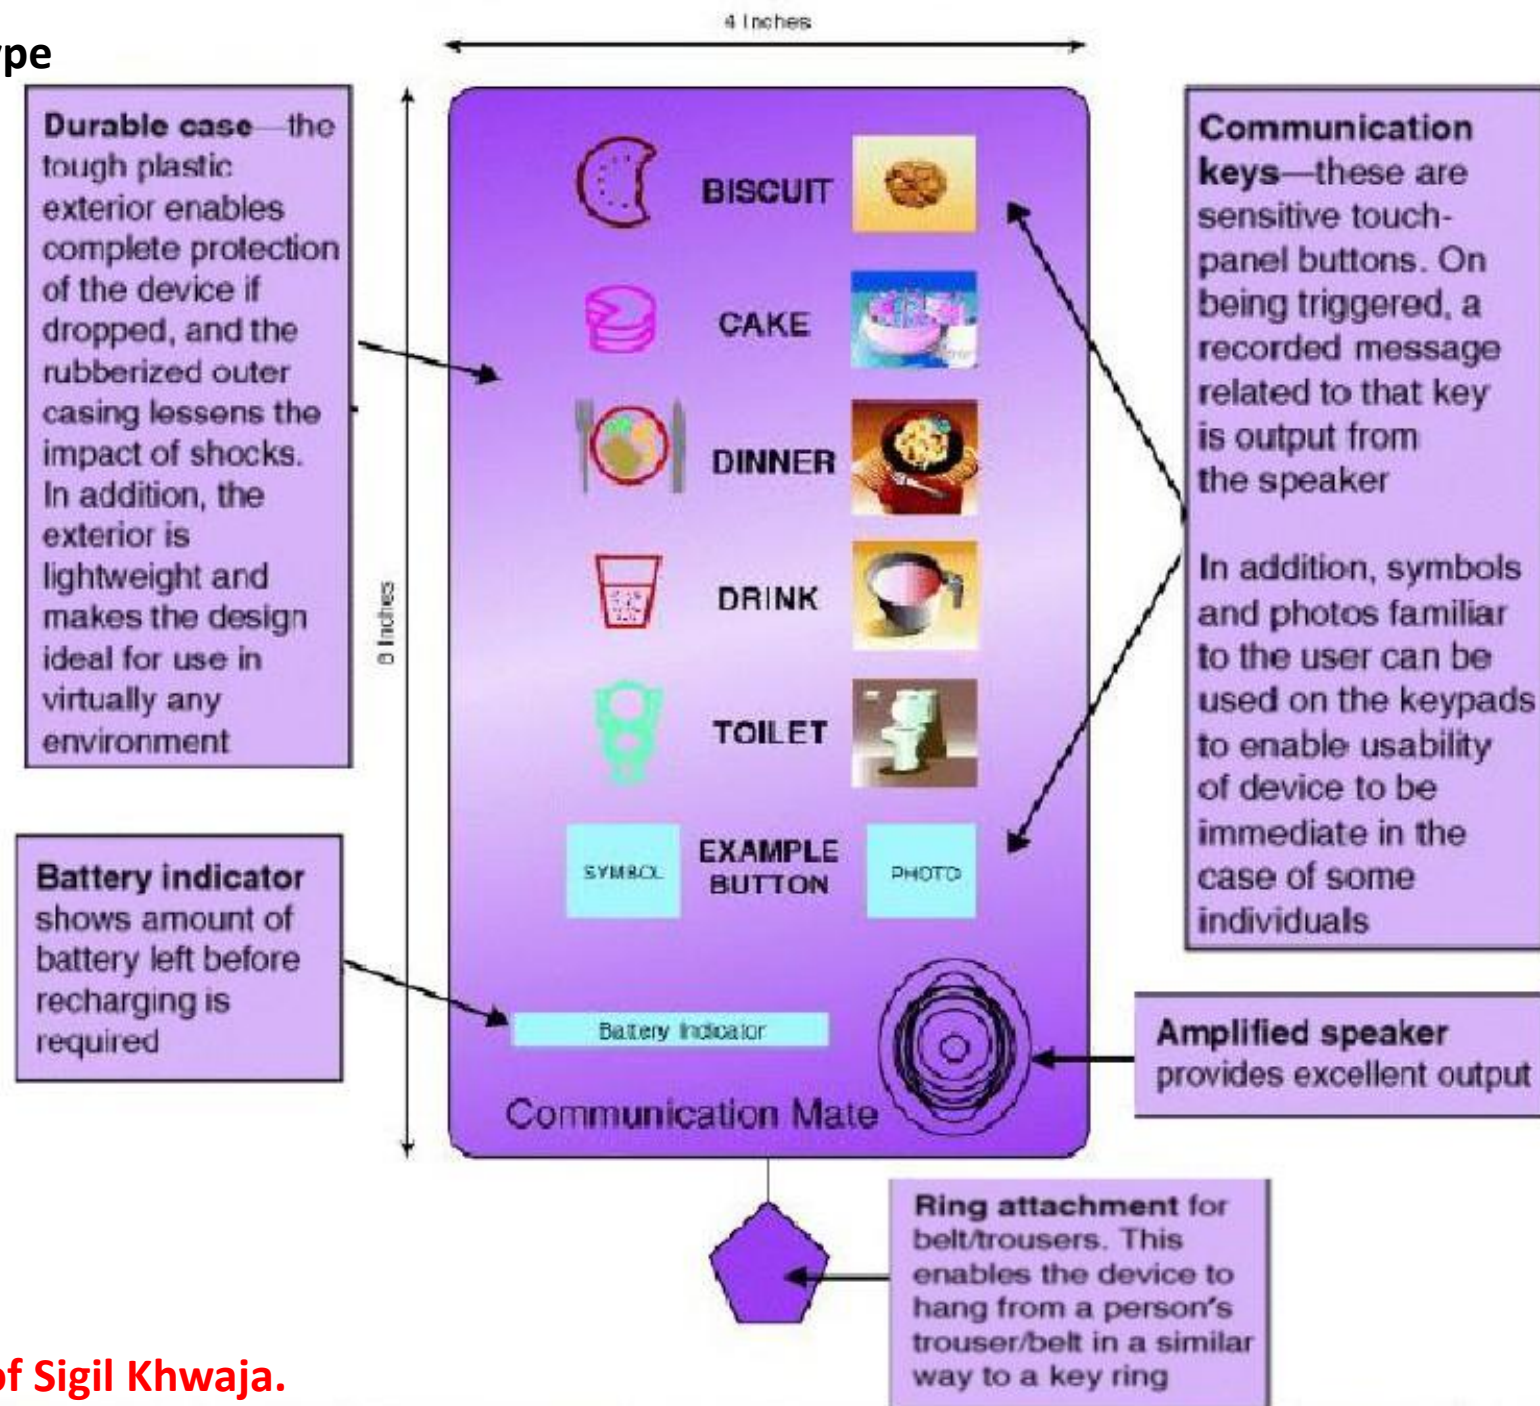 4 Inches
ype
Durable case—the
tough plastic
exterior enables
complete protection
of the device if
dropped, and the
rubberized outer
casing lessens the
impact of shocks.
In addition, the
exterior is
lightweight and
makes the design
ideal for use in
virtually any
environment
Battery indicator
shows amount of
battery left before
recharging is
required
Inches
BISCUIT
CAKE
DINNER
DRINK
TOILET
SYMBOL
EXAMPLE
BUTTON
PHOTO
Battery Indicator
Communication Mate
Communication
keys—these are
sensitive touch-
panel buttons. On
being triggered, a
recorded message
related to that key
is output from
the speaker
In addition, symbols
and photos familiar
to the user can be
used on the keypads
to enable usability
of device to be
immediate in the
case of some
individuals
Amplified speaker
provides excellent output
Ring attachment for
belt/trousers. This
enables the device to
hang from a person's
trouser/belt in a similar
way to a key ring
of Sigil Khwaja.